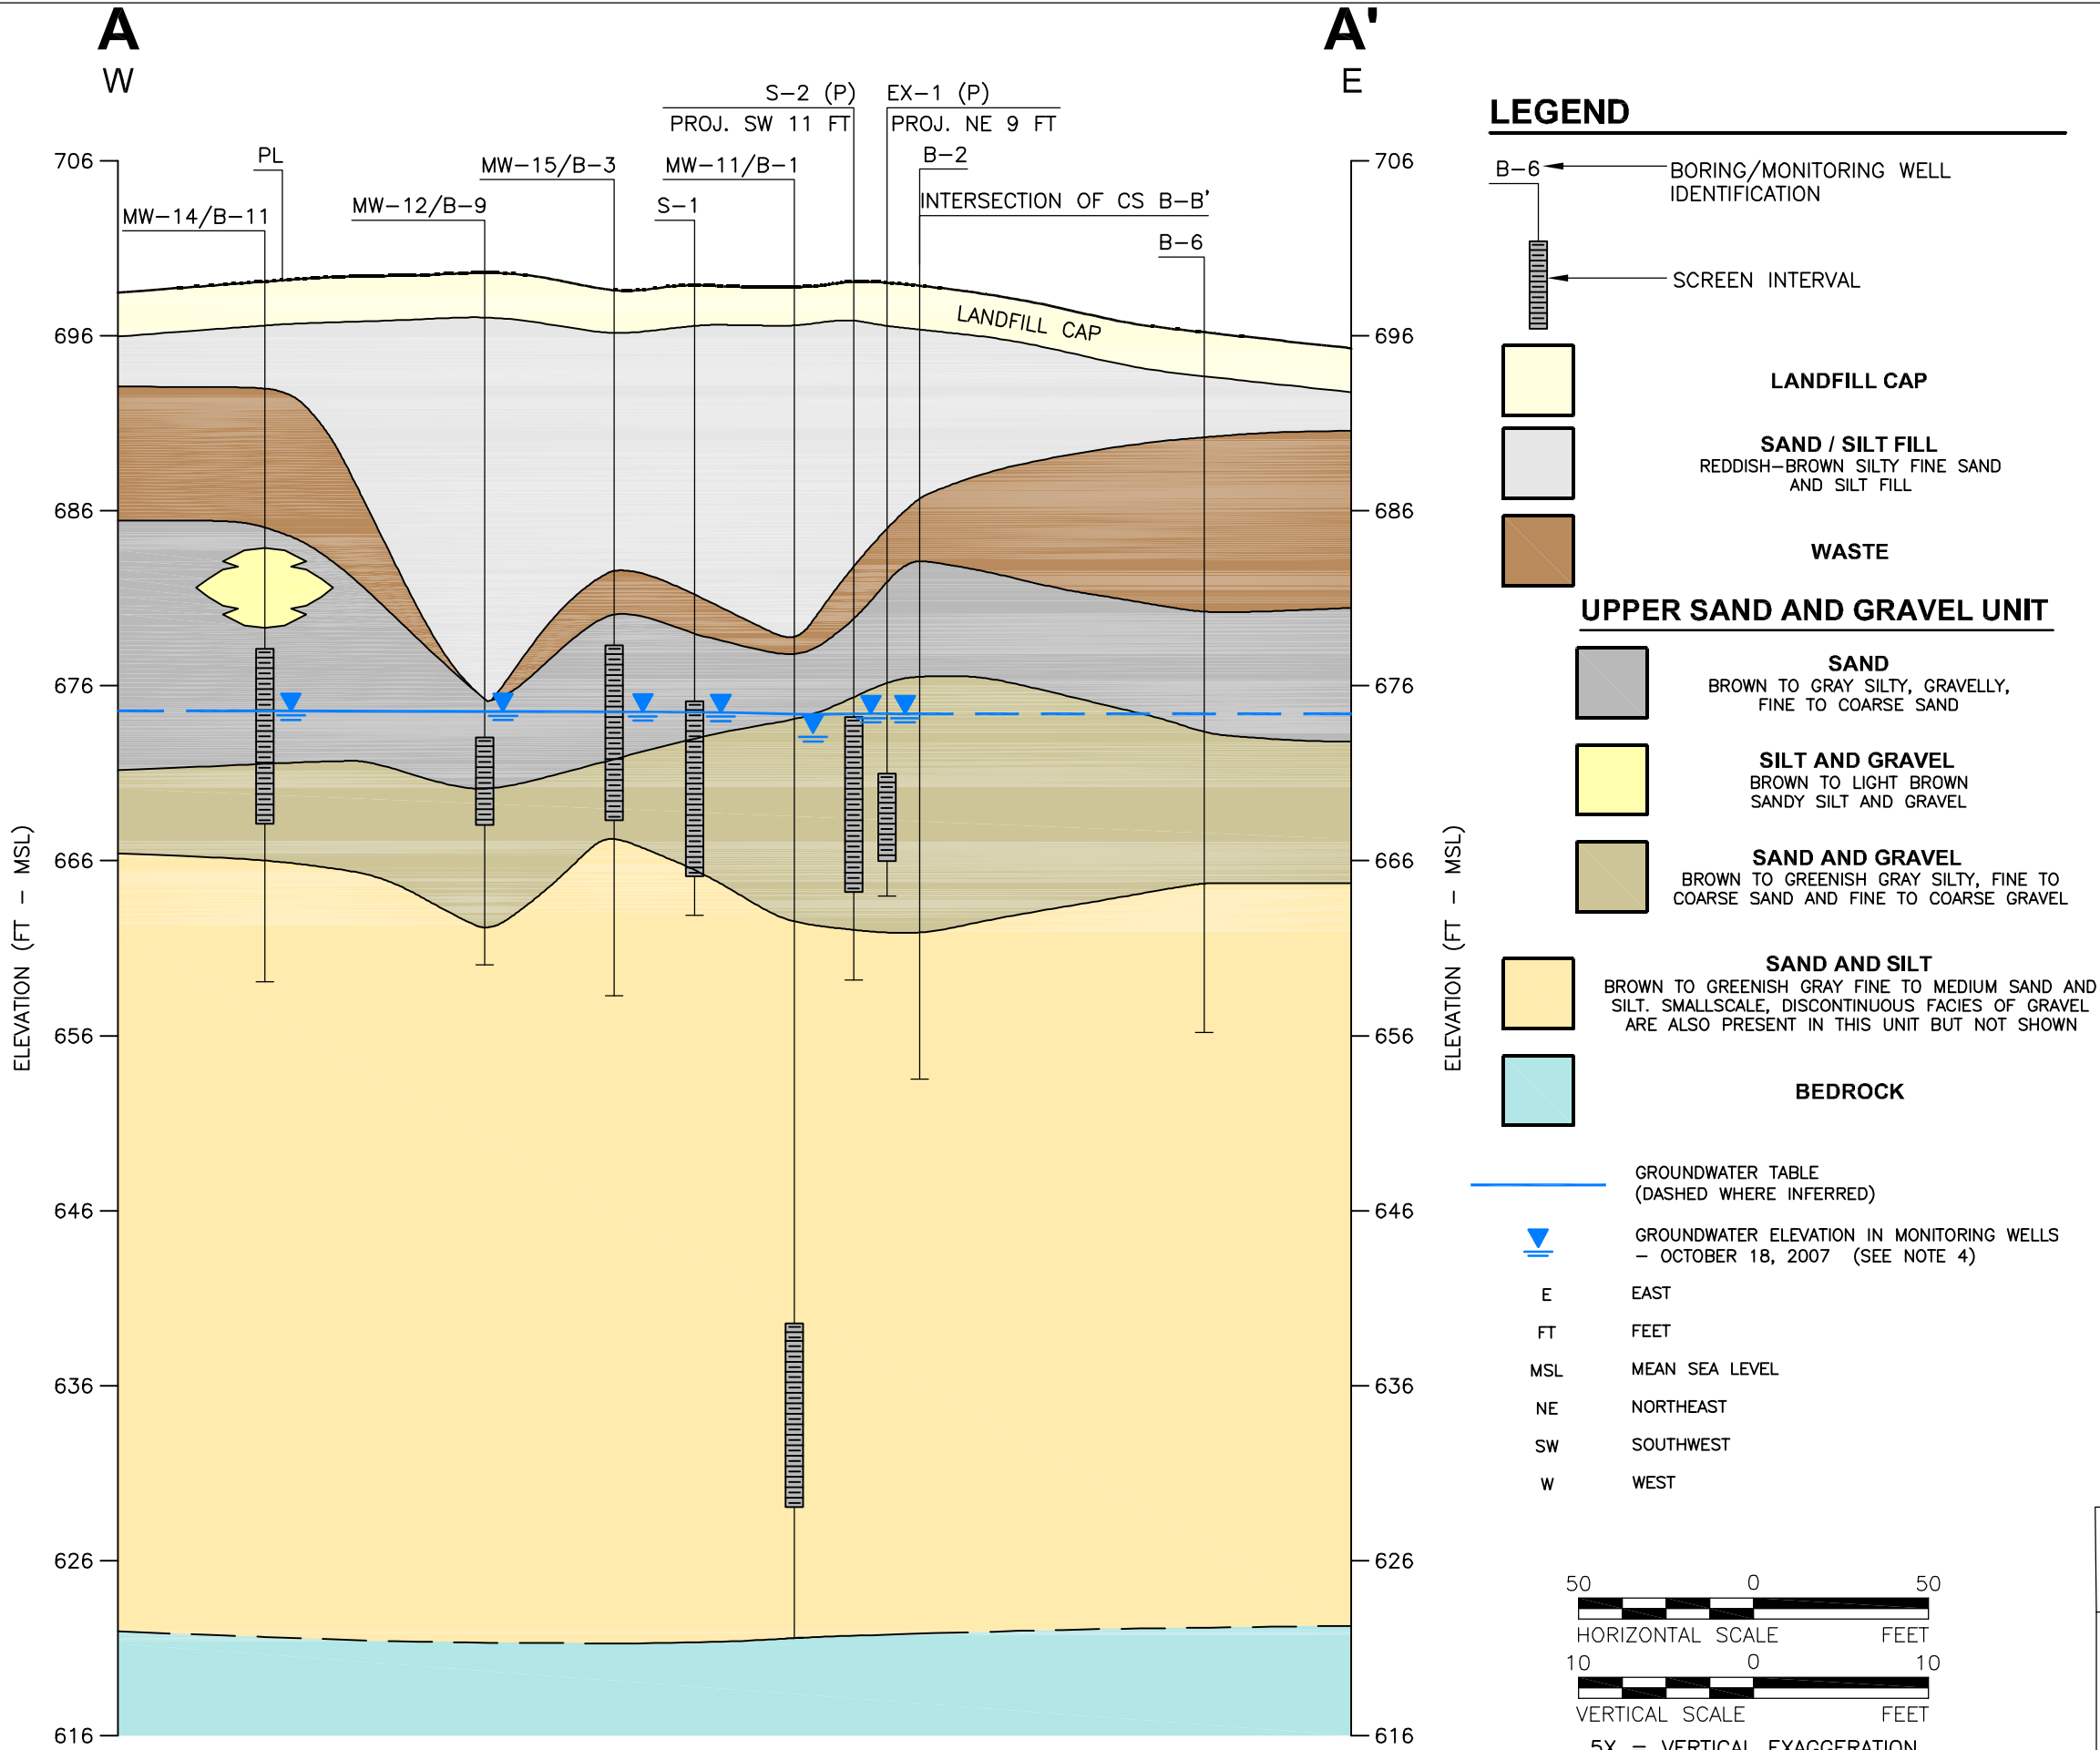 A
W
A'
E
S-2 (P)
PROJ. SW 11 FT
EX-1 (P)
PROJ. NE 9 FT
PL
MW-15/B-3
MW-11/B-1
B-2
MW-14/B-11
MW-12/B-9
S-1
INTERSECTION OF CS B-B'
B-6
LANDFILL CAP
706
696
686
676
666
656
646
636
626
616
ELEVATION (FT - MSL)
706
696
686
676
666
656
646
636
626
616
ELEVATION (FT - MSL)
LEGEND
B-6
BORING/MONITORING WELL
IDENTIFICATION
SCREEN INTERVAL
LANDFILL CAP
SAND / SILT FILL
REDDISH-BROWN SILTY FINE SAND
AND SILT FILL
WASTE
UPPER SAND AND GRAVEL UNIT
SAND
BROWN TO GRAY SILTY, GRAVELLY,
FINE TO COARSE SAND
SILT AND GRAVEL
BROWN TO LIGHT BROWN
SANDY SILT AND GRAVEL
SAND AND GRAVEL
BROWN TO GREENISH GRAY SILTY, FINE TO
COARSE SAND AND FINE TO COARSE GRAVEL
SAND AND SILT
BROWN TO GREENISH GRAY FINE TO MEDIUM SAND AND
SILT. SMALLSCALE, DISCONTINUOUS FACIES OF GRAVEL
ARE ALSO PRESENT IN THIS UNIT BUT NOT SHOWN
BEDROCK
GROUNDWATER TABLE
(DASHED WHERE INFERRED)
GROUNDWATER ELEVATION IN MONITORING WELLS
- OCTOBER 18, 2007 (SEE NOTE 4)
E EAST
FT FEET
MSL MEAN SEA LEVEL
NE NORTHEAST
SW SOUTHWEST
W WEST
50 0 50
HORIZONTAL SCALE FEET
10 0 10
VERTICAL SCALE FEET
5X - VERTICAL EXAGGERATION